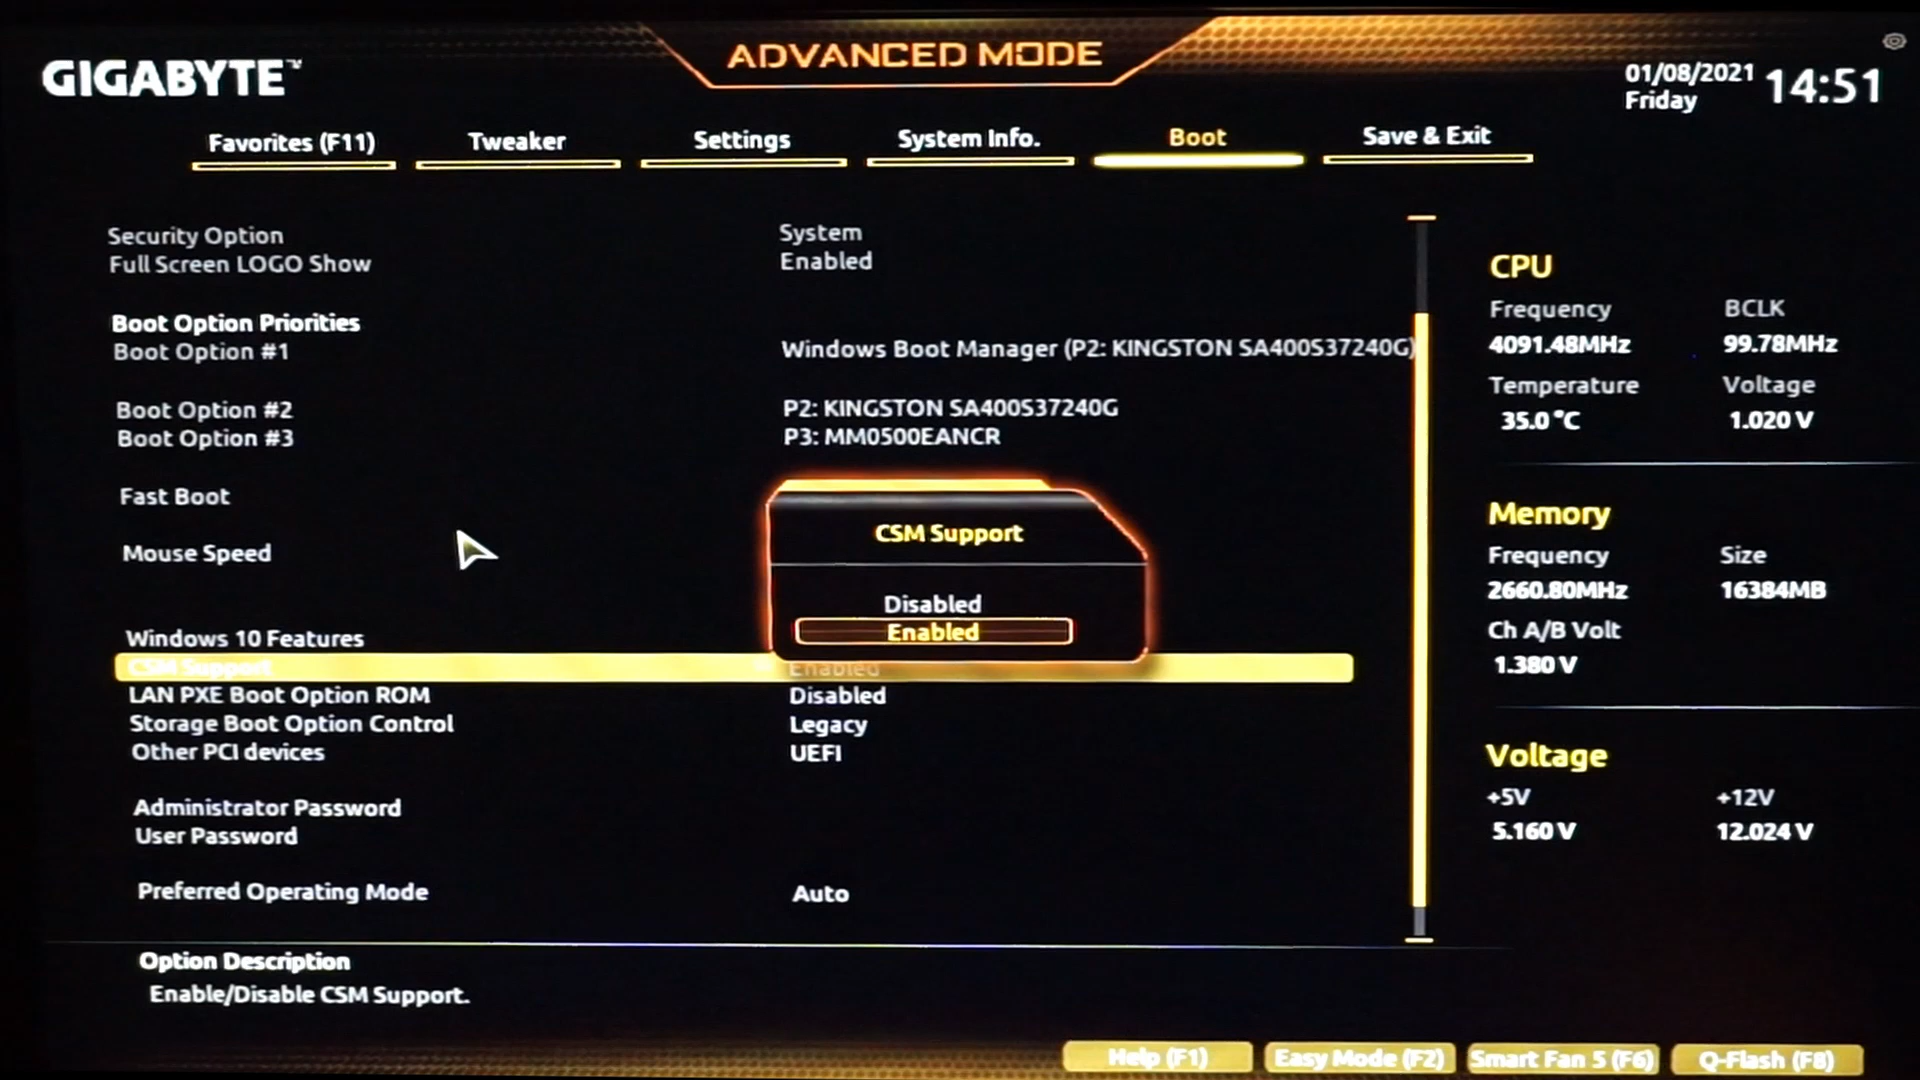 ADVANCED MODE
GIGABYTE™
01/08/2021
Friday
14:51
Favorites (F11)
Tweaker
Settings
System Info.
Boot
Save & Exit
Security Option
System
Full Screen LOGO Show
Enabled
Boot Option Priorities
Boot Option #1
Windows Boot Manager (P2: KINGSTON SA400S37240G)
Boot Option #2
P2: KINGSTON SA400S37240G
Boot Option #3
P3: MM0500EANCR
Fast Boot
Mouse Speed
CSM Support
Disabled
Enabled
Windows 10 Features
CSM Support
Enabled
LAN PXE Boot Option ROM
Disabled
Storage Boot Option Control
Legacy
Other PCI devices
UEFI
Administrator Password
User Password
Preferred Operating Mode
Auto
Option Description
Enable/Disable CSM Support.
CPU
Frequency
BCLK
4091.48MHz
99.78MHz
Temperature
Voltage
35.0 °C
1.020 V
Memory
Frequency
Size
2660.80MHz
16384MB
Ch A/B Volt
1.380 V
Voltage
+5V
+12V
5.160 V
12.024 V
Help (F1)
Easy Mode (F2)
Smart Fan 5 (F6)
Q-Flash (F8)